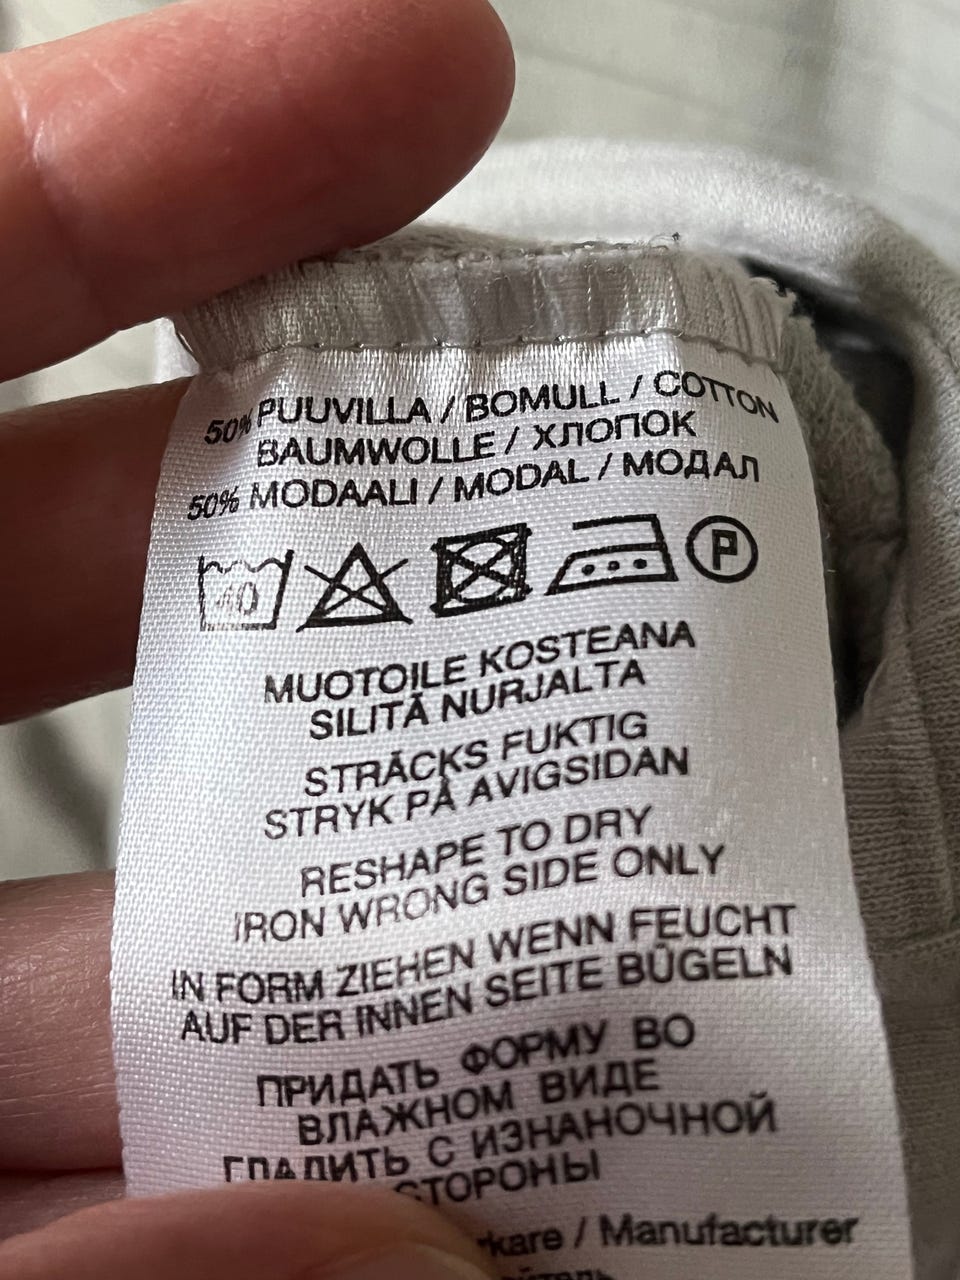 50% PUUVILLA / BOMULL / COTTON
BAUMWOLLE / ХЛОПОК
50% MODAALI / MODAL / МОДАЛ
40
P
MUOTOILE KOSTEANA
SILITÄ NURJALTA
STRÄCKS FUKTIG
STRYK PÅ AVIGSIDAN
RESHAPE TO DRY
IRON WRONG SIDE ONLY
IN FORM ZIEHEN WENN FEUCHT
AUF DER INNEN SEITE BÜGELN
ПРИДАТЬ ФОРМУ ВО
ВЛАЖНОМ ВИДЕ
ГЛАДИТЬ С ИЗНАНОЧНОЙ
СТОРОНЫ
/ Manufacturer